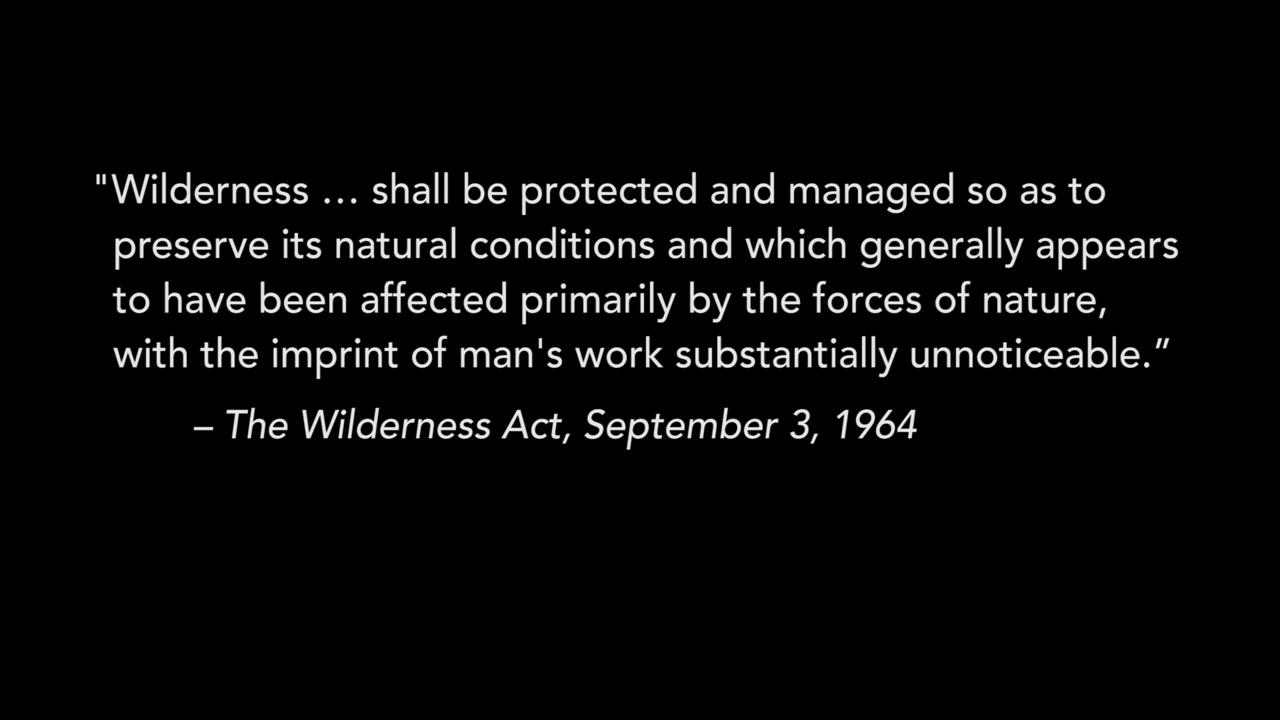 "Wilderness … shall be protected and managed so as to
preserve its natural conditions and which generally appears
to have been affected primarily by the forces of nature,
with the imprint of man's work substantially unnoticeable.”
– The Wilderness Act, September 3, 1964